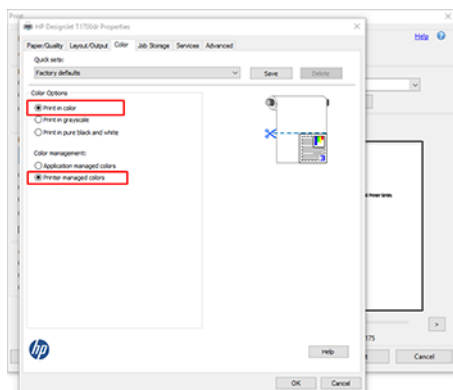 Print
HP DesignJet T1700dr Properties
Help
Paper/Quality Layout/Output Color Job Storage Services Advanced
Quick sets:
Factory defaults
Save Delete
Color Options
Print in color
Print in grayscale
Print in pure black and white
Color management:
Application managed colors
Printer managed colors
hp
Help
OK Cancel
Cancel